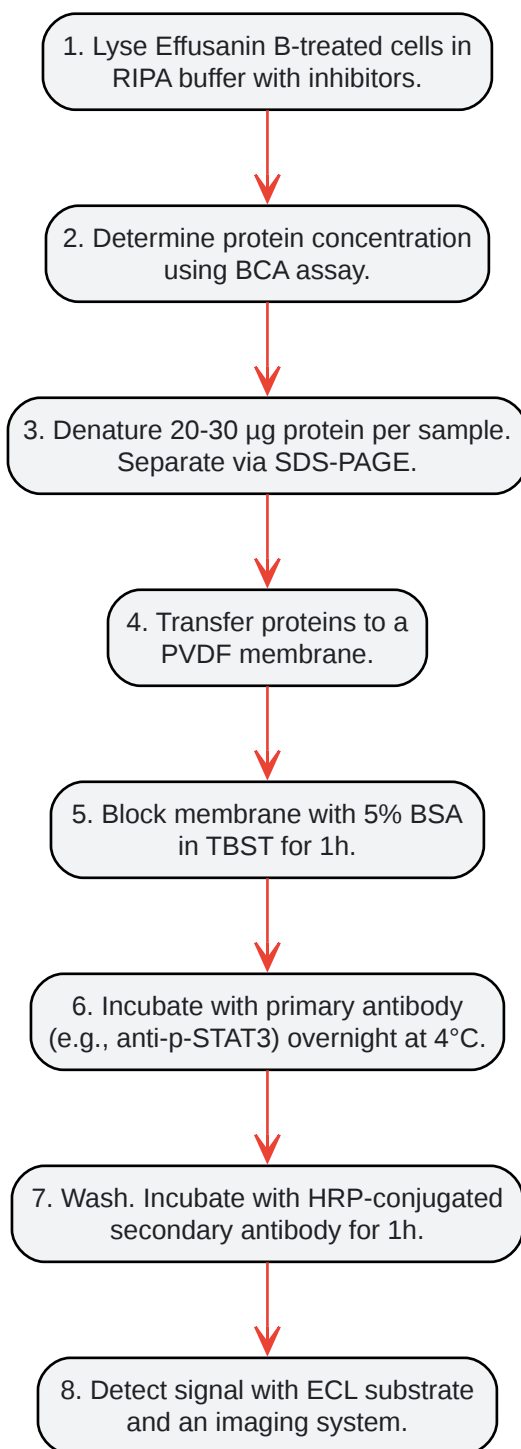 1. Lyse Effusanin B-treated cells in
RIPA buffer with inhibitors.
2. Determine protein concentration
using BCA assay.
3. Denature 20-30 µg protein per sample.
Separate via SDS-PAGE.
4. Transfer proteins to a
PVDF membrane.
5. Block membrane with 5% BSA
in TBST for 1h.
6. Incubate with primary antibody
(e.g., anti-p-STAT3) overnight at 4°C.
7. Wash. Incubate with HRP-conjugated
secondary antibody for 1h.
8. Detect signal with ECL substrate
and an imaging system.